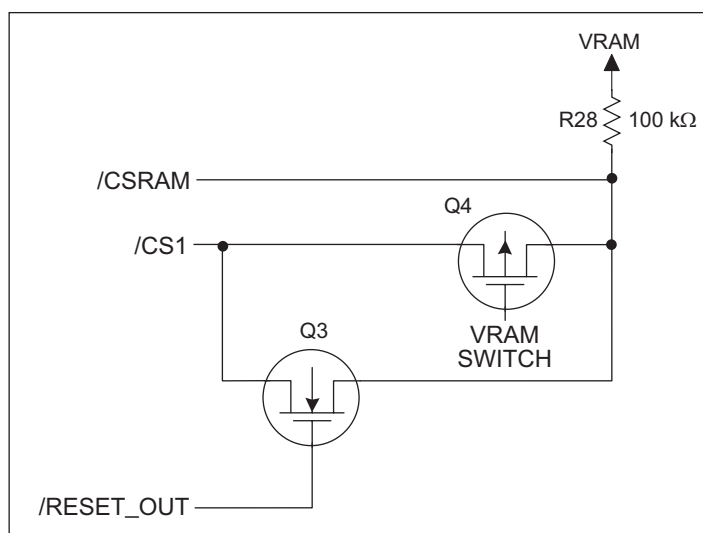 VRAM
R28 100 kΩ
/CSRAM
Q4
/CS1
VRAM
SWITCH
Q3
/RESET_OUT